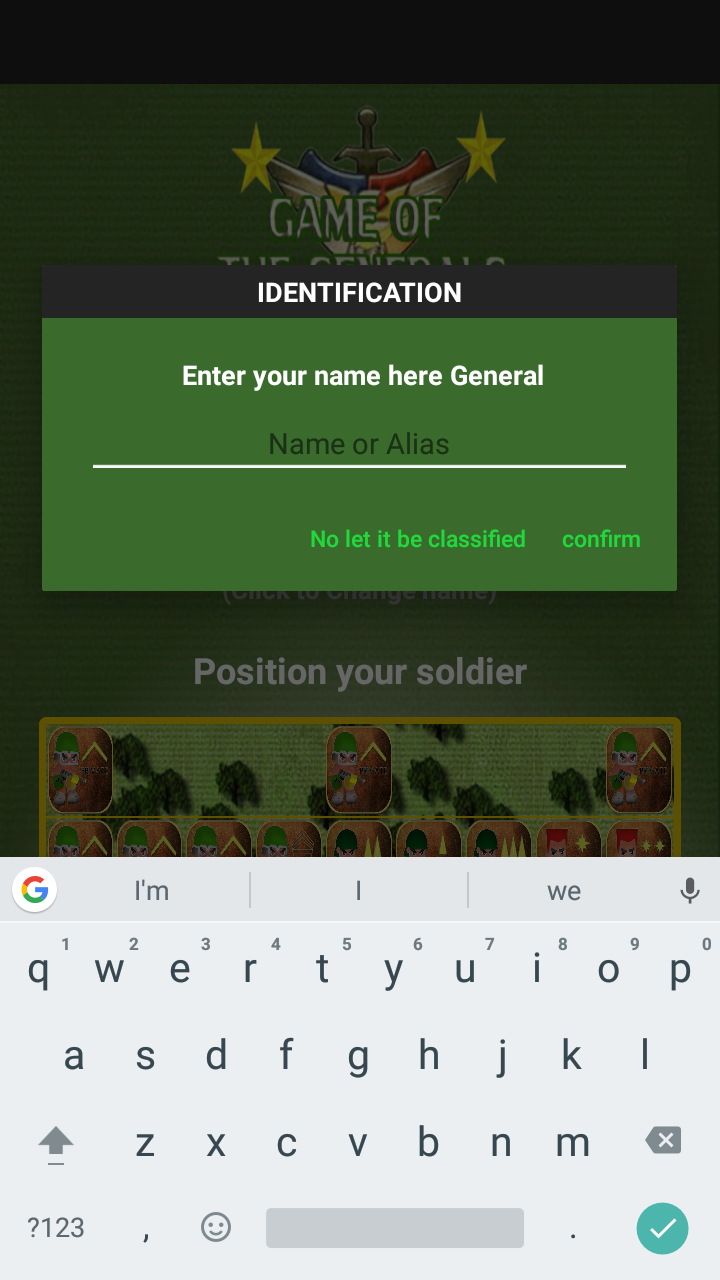 GAME OF
THE GENERALS
IDENTIFICATION
Enter your name here General
Name or Alias
No let it be classified confirm
(Click to Change name)
Position your soldier
I'm I we
1 2 3 4 5 6 7 8 9 0
q w e r t y u i o p
a s d f g h j k l
z x c v b n m
?123 , .